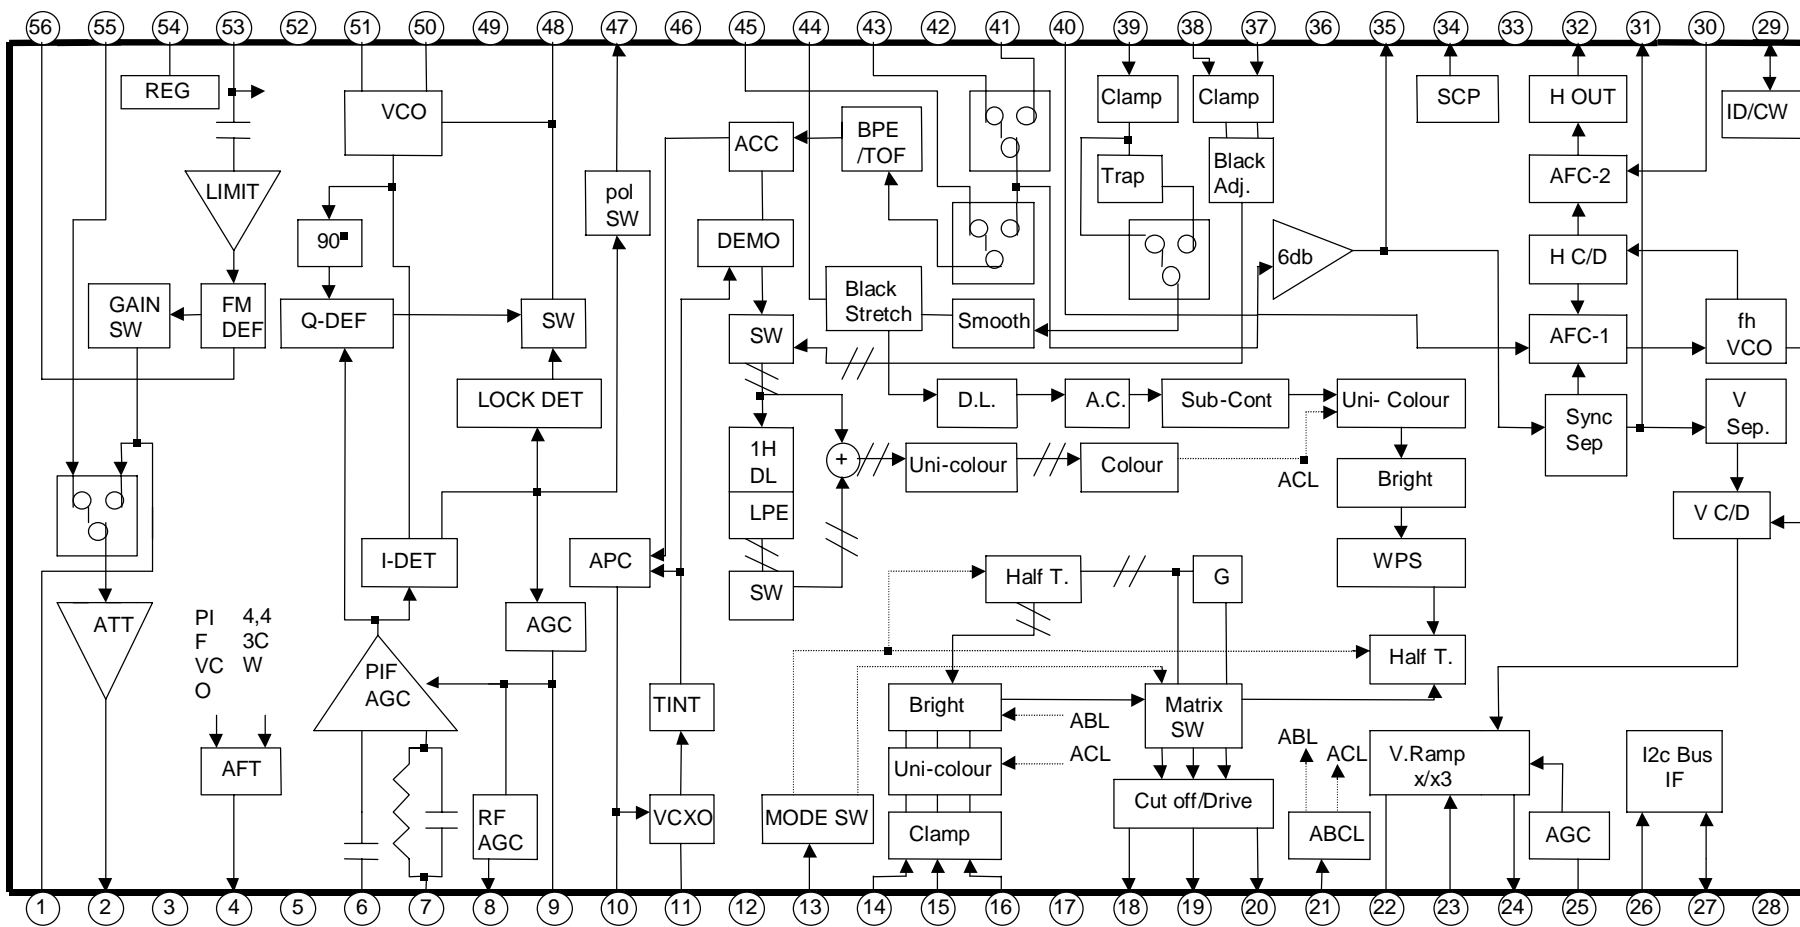 56 55 54 53 52 51 50 49 48 47 46 45 44 43 42 41 40 39 38 37 36 35 34 33 32 31 30 29
REG
VCO
Clamp
Clamp
SCP
H OUT
ID/CW
ACC
BPE
/TOF
LIMIT
pol
SW
Trap
Black
Adj.
AFC-2
90
DEMO
6db
H C/D
GAIN
SW
FM
DEF
Q-DEF
SW
Black
Stretch
SW
Smooth
AFC-1
fh
VCO
LOCK DET
D.L.
A.C.
Sub-Cont
Uni- Colour
Sync
Sep
V
Sep.
1H
DL
+
Uni-colour
Colour
ACL
Bright
LPE
V C/D
I-DET
APC
SW
Half T.
G
WPS
ATT
PI
F
VC
O
4,4
3C
W
AGC
Half T.
PIF
AGC
TINT
Bright
ABL
Matrix
SW
ABL
ACL
V.Ramp
x/x3
I2c Bus
IF
AFT
Uni-colour
ACL
RF
AGC
VCXO
MODE SW
Clamp
Cut off/Drive
ABCL
AGC
1 2 3 4 5 6 7 8 9 10 11 12 13 14 15 16 17 18 19 20 21 22 23 24 25 26 27 28